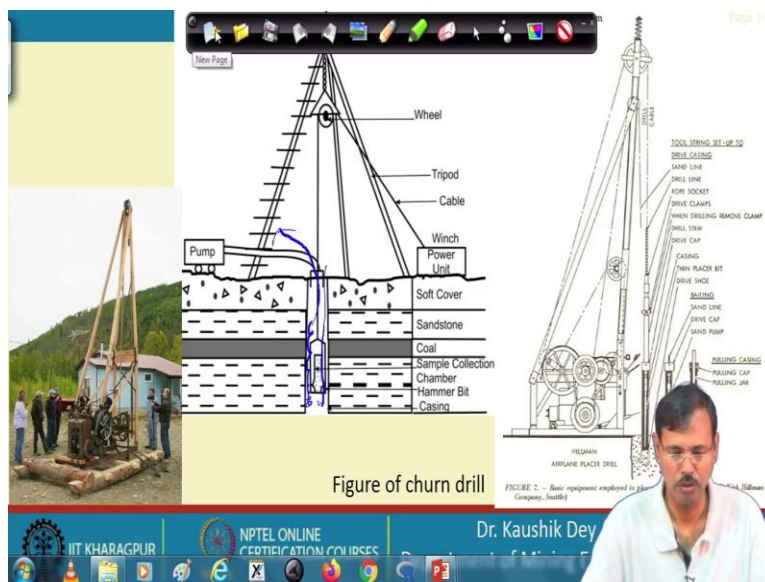 Page: 1
New Page
Wheel
Tripod
Cable
Winch
Power
Unit
Pump
Soft Cover
Sandstone
Coal
Sample Collection
Chamber
Hammer Bit
Casing
Figure of churn drill
DRILL
CABLE
TOOL STRING SET-UP TO
DRIVE CASING
SAND LINE
DRILL LINE
ROPE SOCKET
DRIVE CLAMPS
WHEN DRILLING REMOVE CLAMP
DRILL STEM
DRIVE CAP
CASING
THIN PLACER BIT
DRIVE SHOE
BAILING
SAND LINE
DRIVE CAP
SAND PUMP
PULLING CASING
PULLING CAP
PULLING JAR
HILLMAN
AIRPLANE PLACER DRILL
FIGURE 7. – Basic equipment employed in
Hillman
Company, Seattle)
IIT KHARAGPUR
NPTEL ONLINE
CERTIFICATION COURSES
Dr. Kaushik Dey